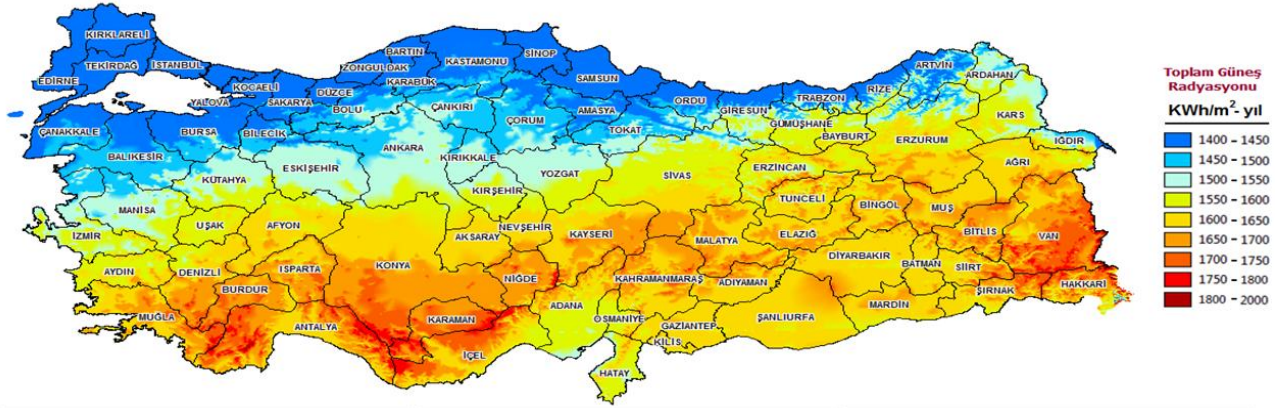 KIRKLARELİ
TEKİRDAĞ
İSTANBUL
EDİRNE
KOCAELİ
YALOVA
SAKARYA
DÜZCE
ZONGULDAK
BARTIN
KARABÜK
KASTAMONU
SİNOP
SAMSUN
BOLU
ÇANKIRI
AMASYA
ÇORUM
TOKAT
ORDU
GİRESUN
TRABZON
RİZE
ARTVİN
ARDAHAN
KARS
GÜMÜŞHANE
BAYBURT
ERZURUM
IĞDIR
AĞRI
ÇANAKKALE
BURSA
BİLECİK
BALIKESİR
KÜTAHYA
ESKİŞEHİR
ANKARA
KIRIKKALE
KIRŞEHİR
YOZGAT
SİVAS
ERZİNCAN
TUNCELİ
BİNGÖL
MUŞ
BİTLİS
VAN
MANİSA
İZMİR
UŞAK
AFYON
AKSARAY
NEVŞEHİR
KAYSERİ
MALATYA
ELAZIĞ
DİYARBAKIR
BATMAN
SİİRT
ŞIRNAK
HAKKARİ
AYDIN
DENİZLİ
ISPARTA
BURDUR
KONYA
NİĞDE
KAHRAMANMARAŞ
ADIYAMAN
MARDİN
ŞANLIURFA
MUĞLA
ANTALYA
KARAMAN
İÇEL
ADANA
OSMANİYE
GAZİANTEP
KİLİS
HATAY
Toplam Güneş
Radyasyonu
KWh/m²- yıl
1400 – 1450
1450 – 1500
1500 – 1550
1550 – 1600
1600 – 1650
1650 – 1700
1700 – 1750
1750 – 1800
1800 – 2000